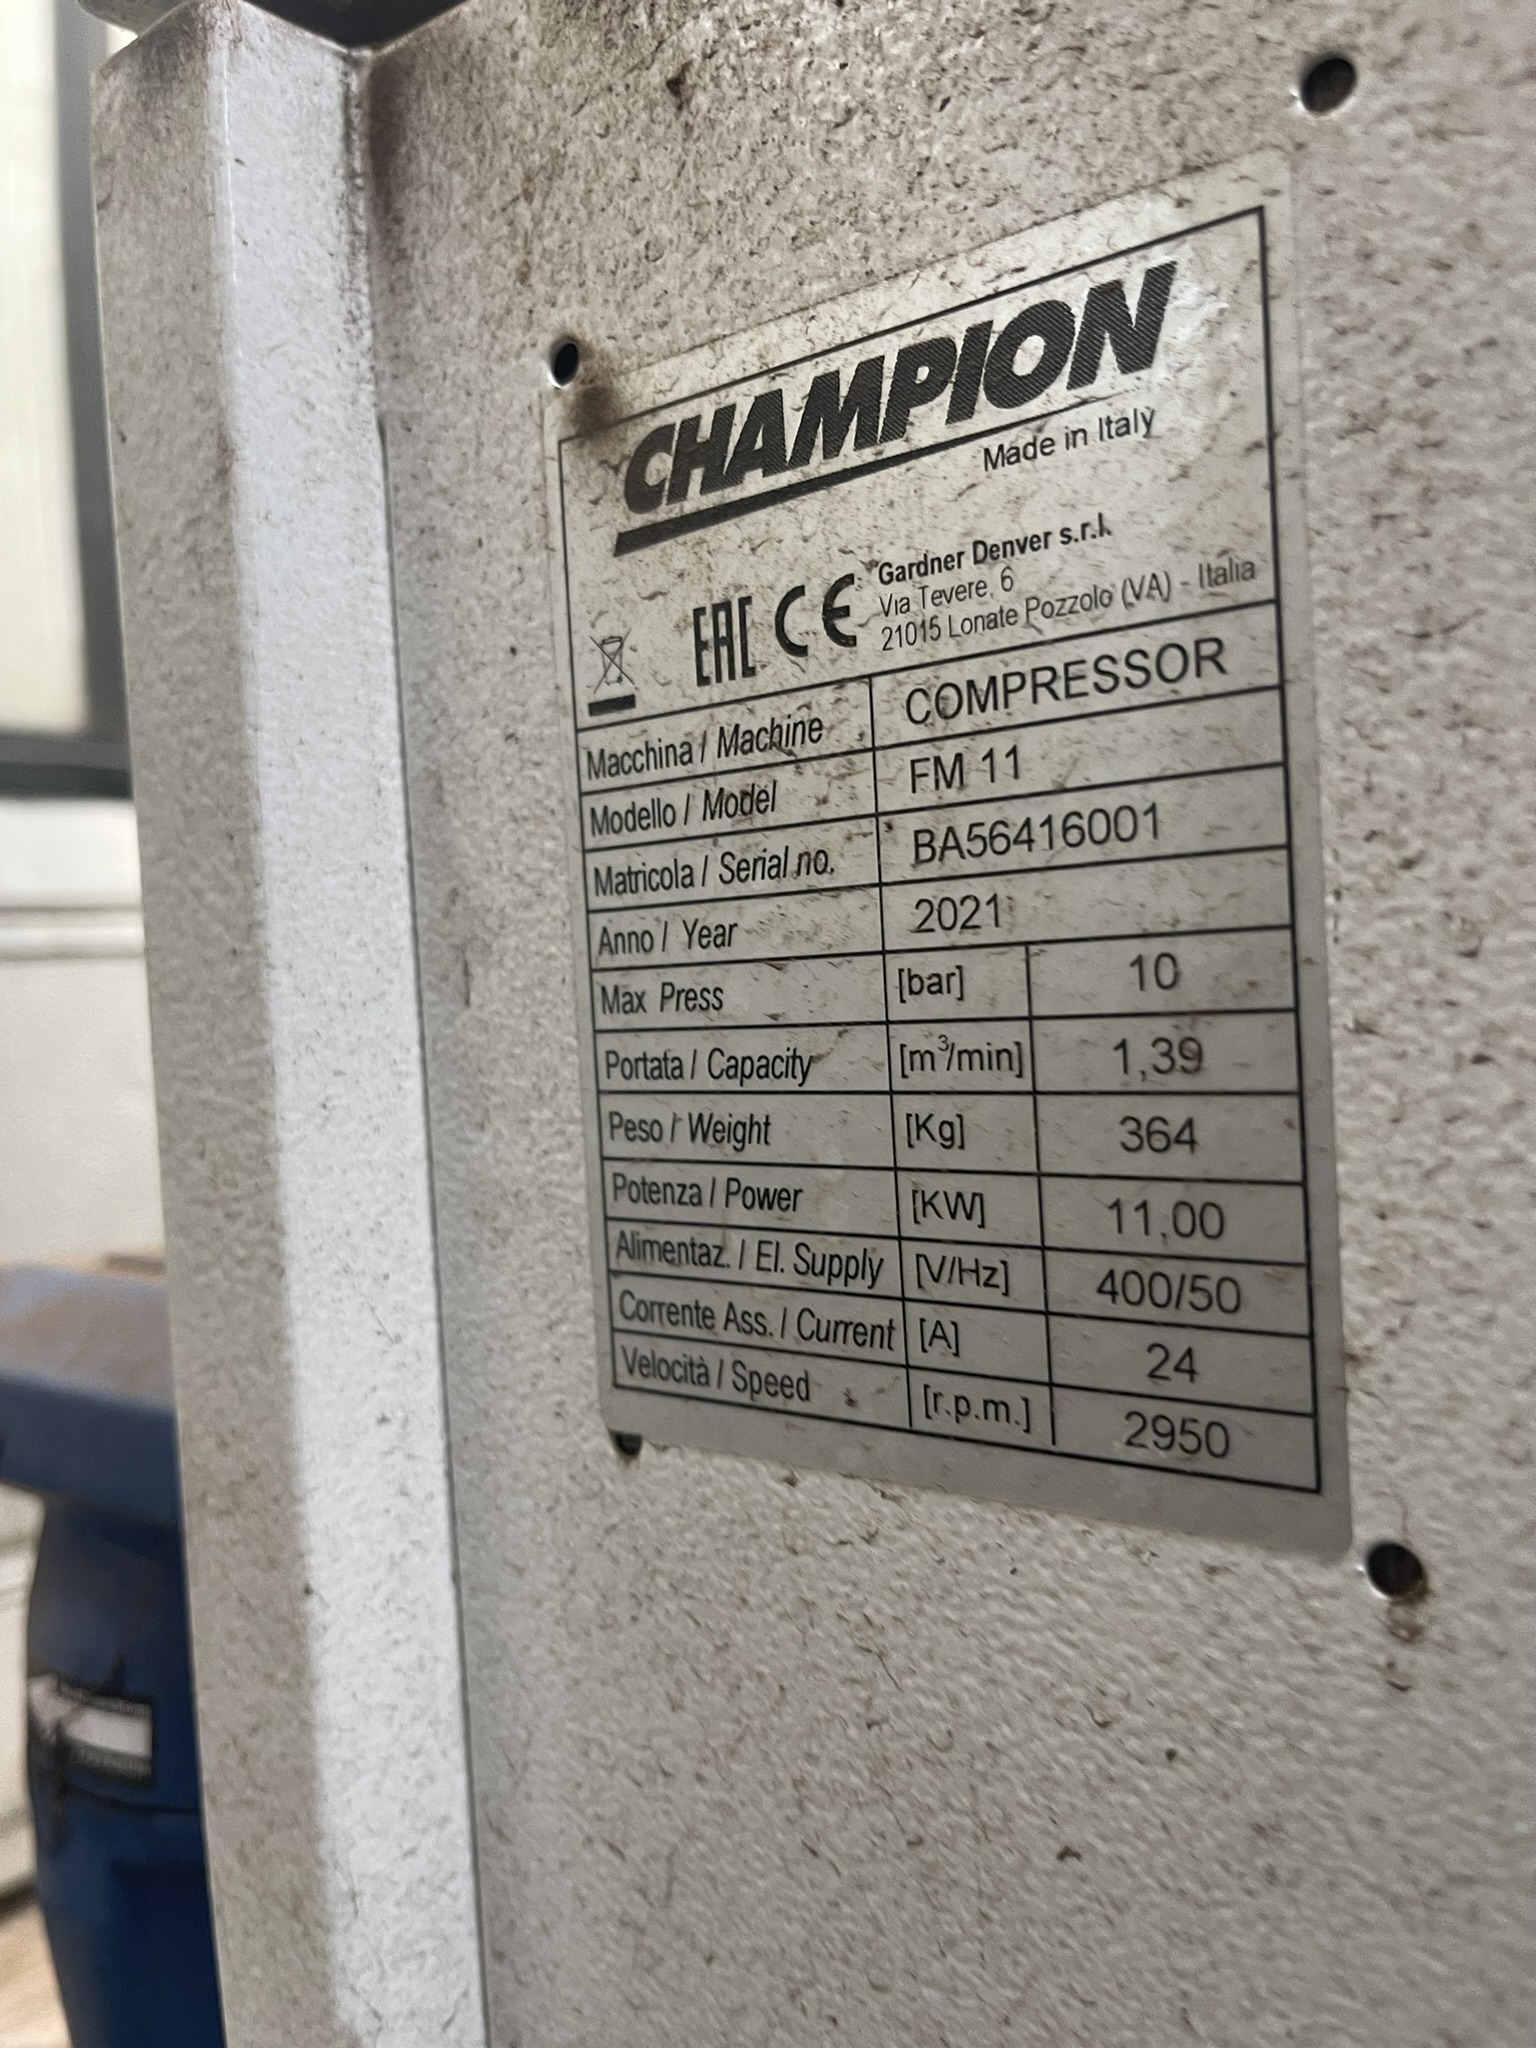 CHAMPION
Made in Italy
EAC CE
Gardner Denver s.r.l.
Via Tevere, 6
21015 Lonate Pozzolo (VA) - Italia
Macchina / Machine COMPRESSOR
Modello / Model FM 11
Matricola / Serial no. BA56416001
Anno / Year 2021
Max Press [bar] 10
Portata / Capacity [m³/min] 1,39
Peso / Weight [Kg] 364
Potenza / Power [KW] 11,00
Alimentaz. / El. Supply [V/Hz] 400/50
Corrente Ass. / Current [A] 24
Velocità / Speed [r.p.m.] 2950